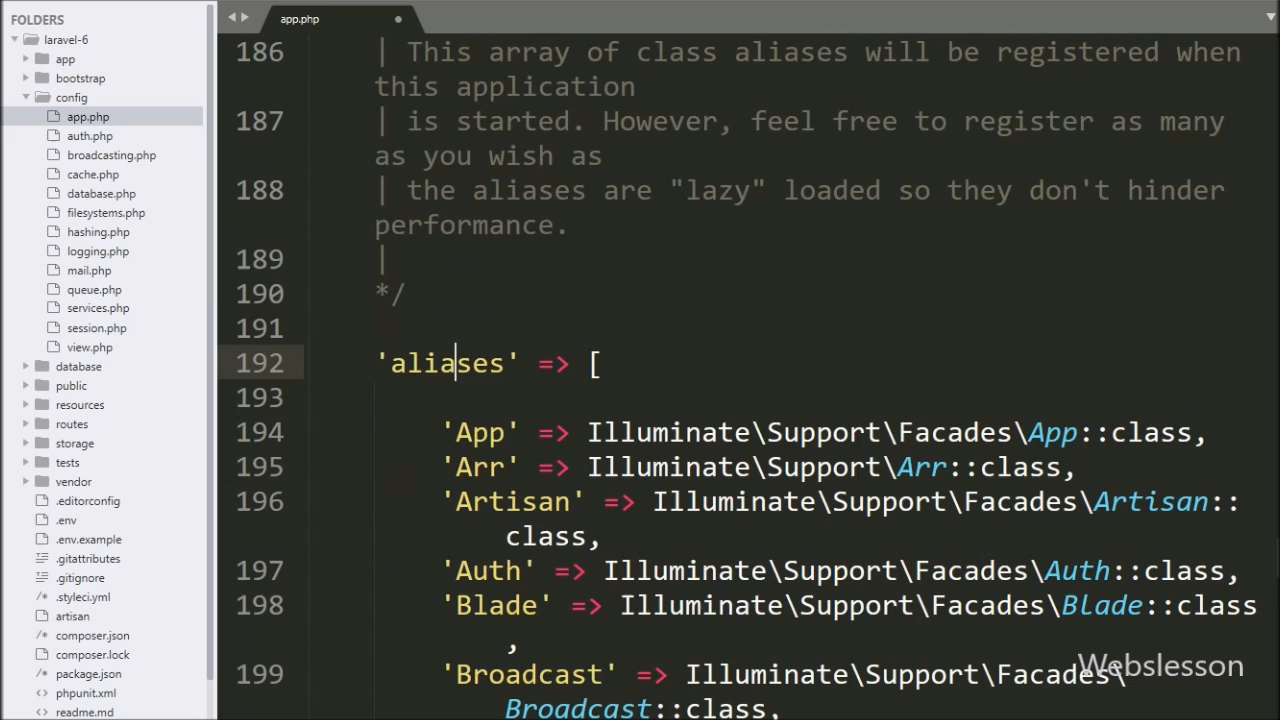 FOLDERS
laravel-6
app
bootstrap
config
app.php
auth.php
broadcasting.php
cache.php
database.php
filesystems.php
hashing.php
logging.php
mail.php
queue.php
services.php
session.php
view.php
database
public
resources
routes
storage
tests
vendor
.editorconfig
.env
.env.example
.gitattributes
.gitignore
.styleci.yml
artisan
composer.json
composer.lock
package.json
phpunit.xml
readme.md
app.php
186 | This array of class aliases will be registered when
this application
187 | is started. However, feel free to register as many
as you wish as
188 | the aliases are "lazy" loaded so they don't hinder
performance.
189 |
190 */
191
192 'aliases' => [
193
194 'App' => Illuminate\Support\Facades\App::class,
195 'Arr' => Illuminate\Support\Arr::class,
196 'Artisan' => Illuminate\Support\Facades\Artisan::
class,
197 'Auth' => Illuminate\Support\Facades\Auth::class,
198 'Blade' => Illuminate\Support\Facades\Blade::class
,
199 'Broadcast' => Illuminate\Support\Facades\
Broadcast::class,
Webslesson